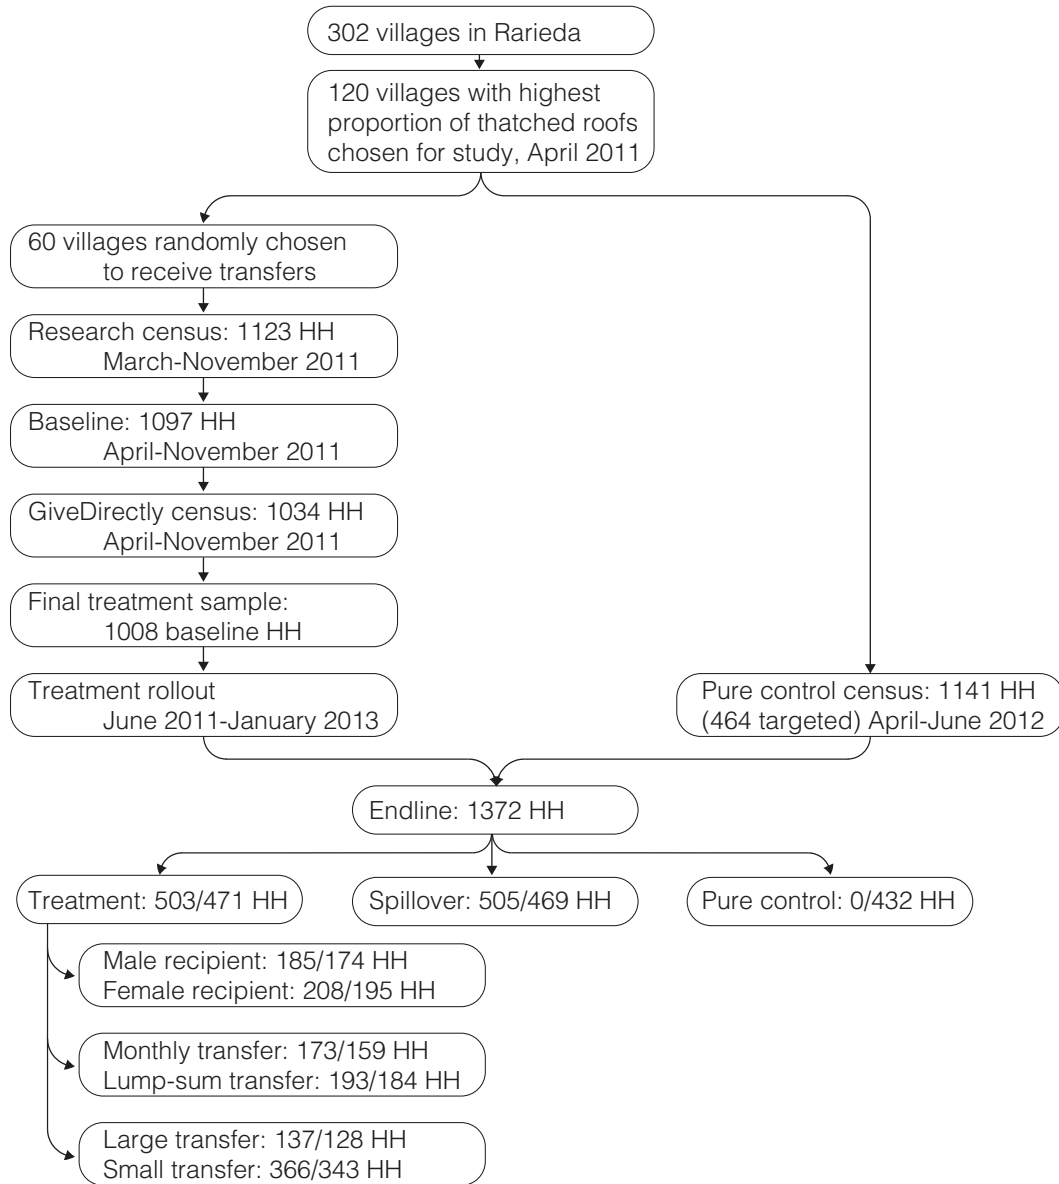 302 villages in Rarieda
120 villages with highest
proportion of thatched roofs
chosen for study, April 2011
60 villages randomly chosen
to receive transfers
Research census: 1123 HH
March-November 2011
Baseline: 1097 HH
April-November 2011
GiveDirectly census: 1034 HH
April-November 2011
Final treatment sample:
1008 baseline HH
Treatment rollout
June 2011-January 2013
Pure control census: 1141 HH
(464 targeted) April-June 2012
Endline: 1372 HH
Treatment: 503/471 HH
Spillover: 505/469 HH
Pure control: 0/432 HH
Male recipient: 185/174 HH
Female recipient: 208/195 HH
Monthly transfer: 173/159 HH
Lump-sum transfer: 193/184 HH
Large transfer: 137/128 HH
Small transfer: 366/343 HH